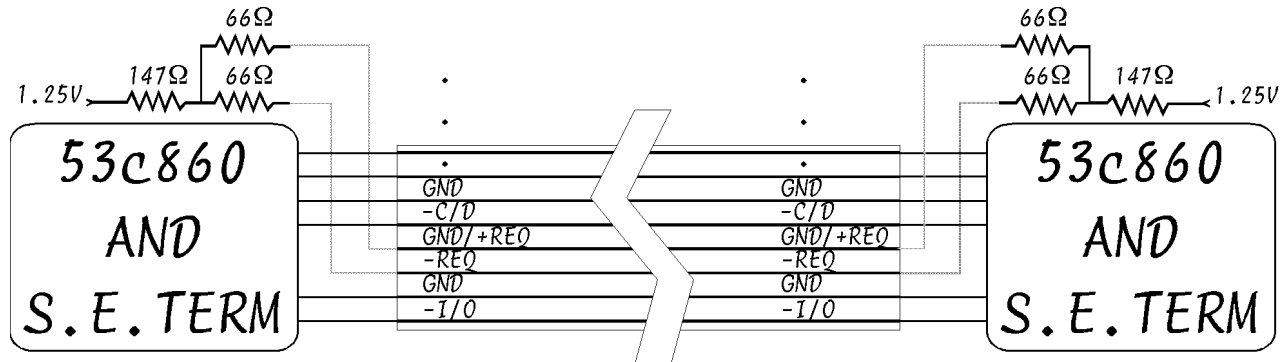 66Ω
66Ω
147Ω
66Ω
66Ω
147Ω
1.25V
1.25V
53c860
AND
S.E.TERM
GND
-C/D
GND/+REQ
-REQ
GND
-I/O
GND
-C/D
GND/+REQ
-REQ
GND
-I/O
53c860
AND
S.E.TERM